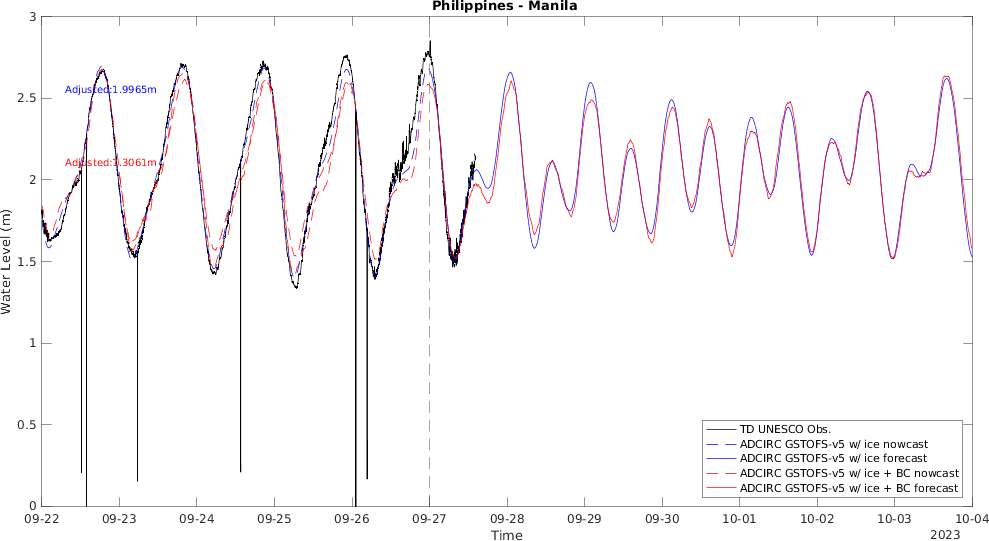 Philippines - Manila
3
2.5
2
1.5
1
0.5
0
Water Level (m)
Adjusted:1.9965m
Adjusted:0.3061m
TD UNESCO Obs.
ADCIRC GSTOFS-v5 w/ ice nowcast
ADCIRC GSTOFS-v5 w/ ice forecast
ADCIRC GSTOFS-v5 w/ ice + BC nowcast
ADCIRC GSTOFS-v5 w/ ice + BC forecast
09-22 09-23 09-24 09-25 09-26 09-27 09-28 09-29 09-30 10-01 10-02 10-03 10-04
Time
2023